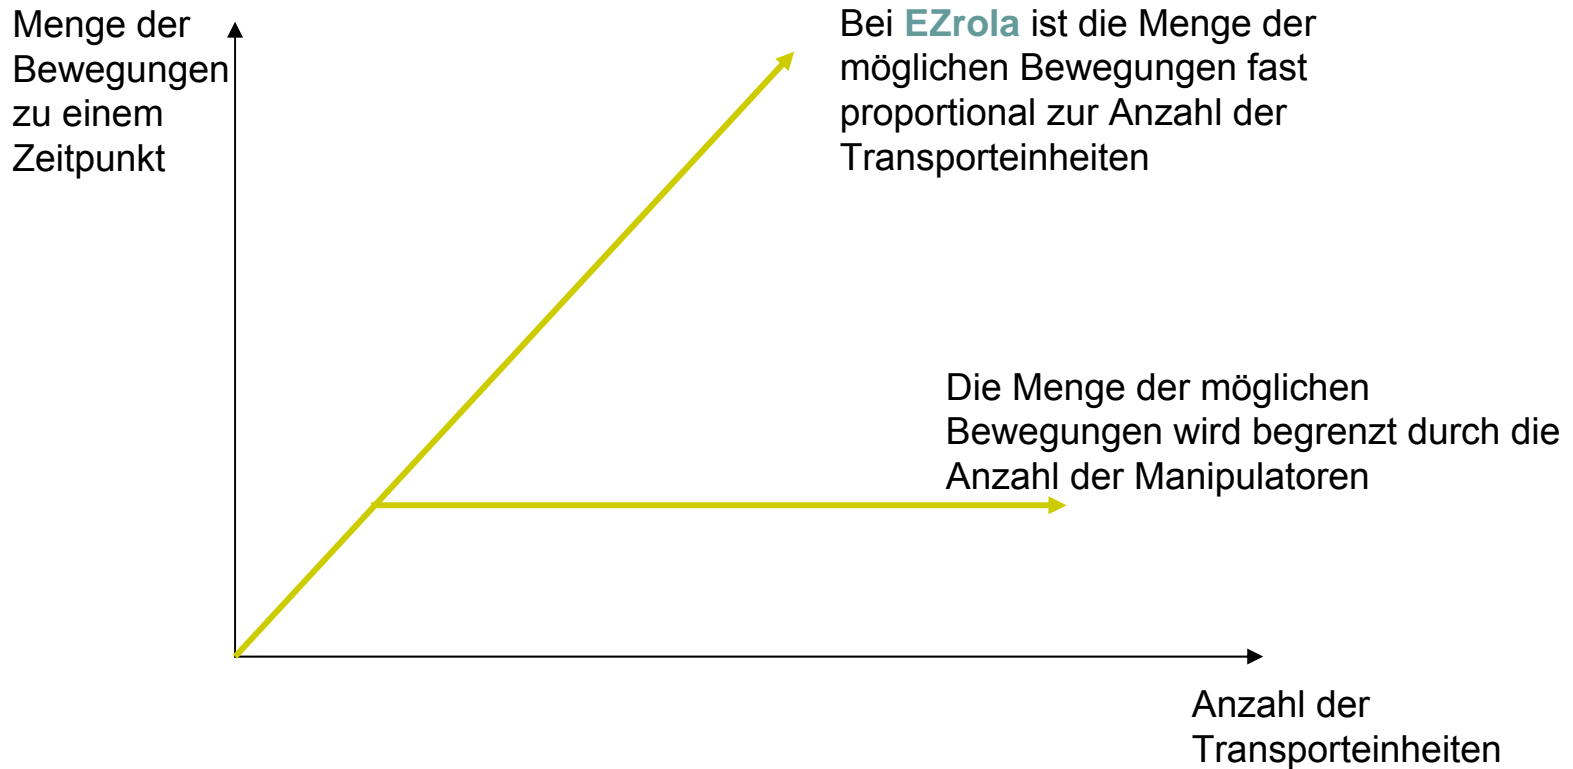 Menge der
Bewegungen
zu einem
Zeitpunkt
Bei EZrola ist die Menge der
möglichen Bewegungen fast
proportional zur Anzahl der
Transporteinheiten
Die Menge der möglichen
Bewegungen wird begrenzt durch die
Anzahl der Manipulatoren
Anzahl der
Transporteinheiten